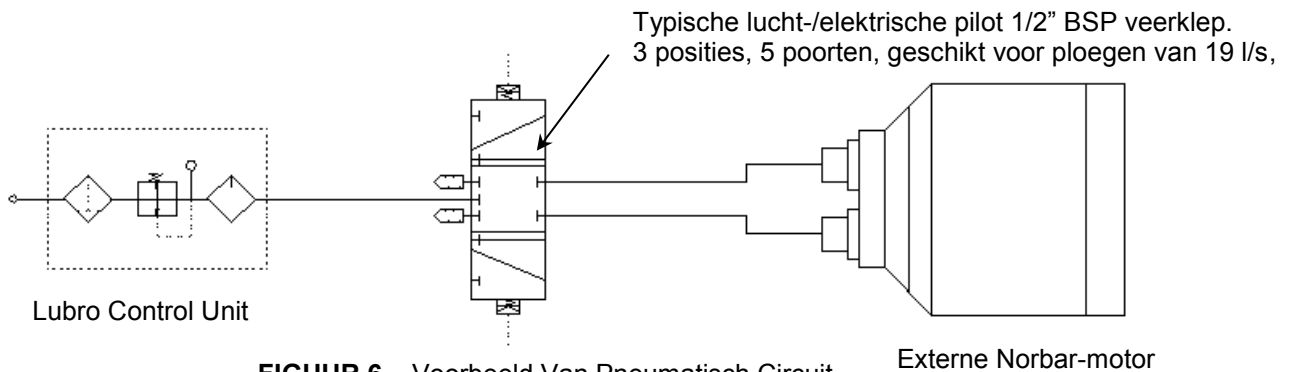 Typische lucht-/elektrische pilot 1/2” BSP veerklep.
3 posities, 5 poorten, geschikt voor ploegen van 19 l/s,
Lubro Control Unit
Externe Norbar-motor
FIGUUR 6 – Voorbeeld Van Pneumatisch Circuit